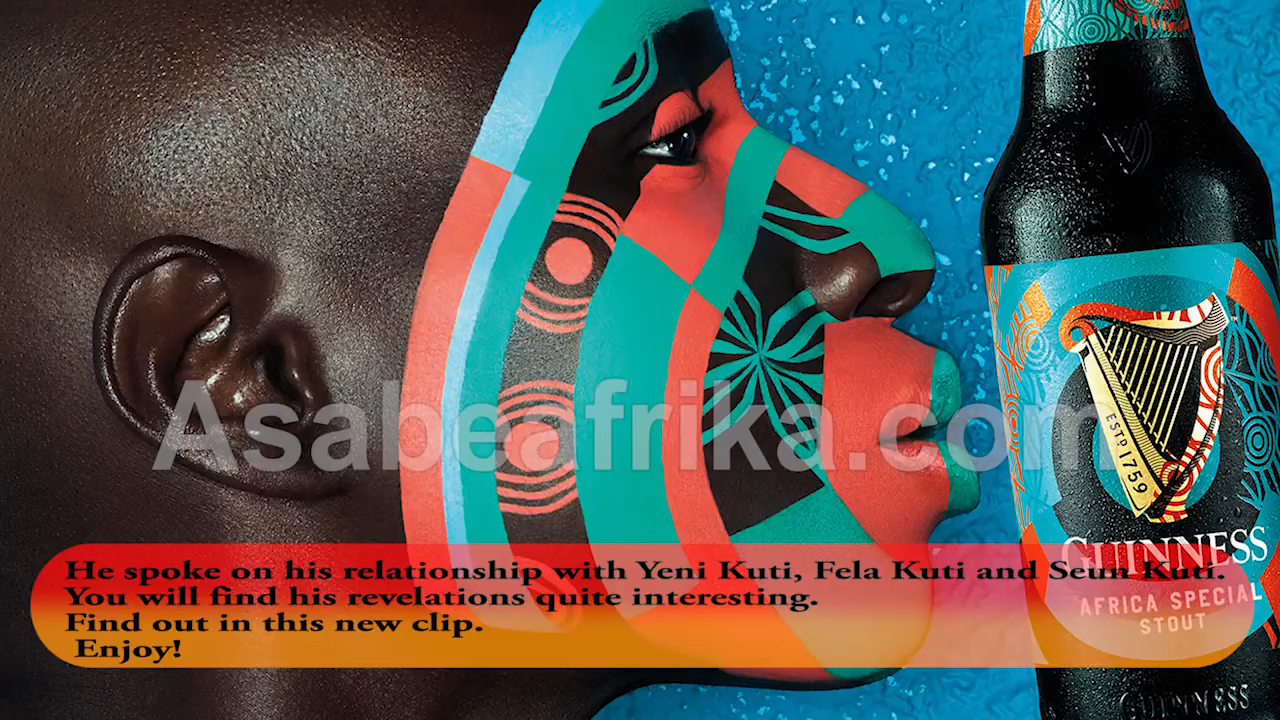 ESTD 1759
GUINNESS
AFRICA SPECIAL
STOUT
Asabeafrika.com
He spoke on his relationship with Yeni Kuti, Fela Kuti and Seun Kuti.
You will find his revelations quite interesting.
Find out in this new clip.
Enjoy!
GUINNESS